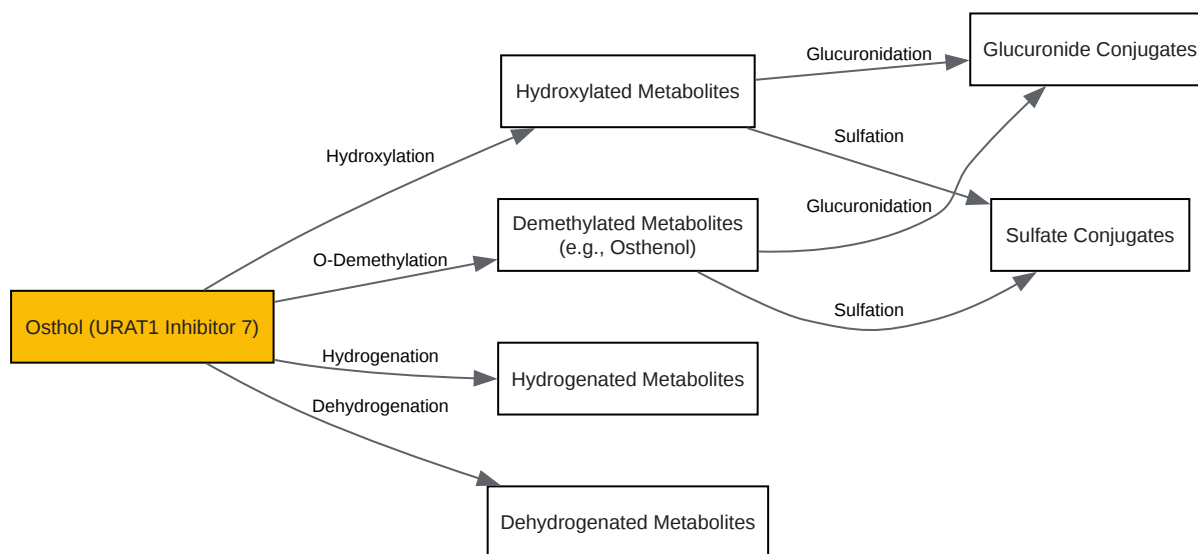 Glucuronidation
Glucuronide Conjugates
Hydroxylated Metabolites
Sulfation
Hydroxylation
Glucuronidation
Demethylated Metabolites
(e.g., Osthenol)
Sulfate Conjugates
O-Demethylation
Osthol (URAT1 Inhibitor 7)
Sulfation
Hydrogenation
Hydrogenated Metabolites
Dehydrogenation
Dehydrogenated Metabolites